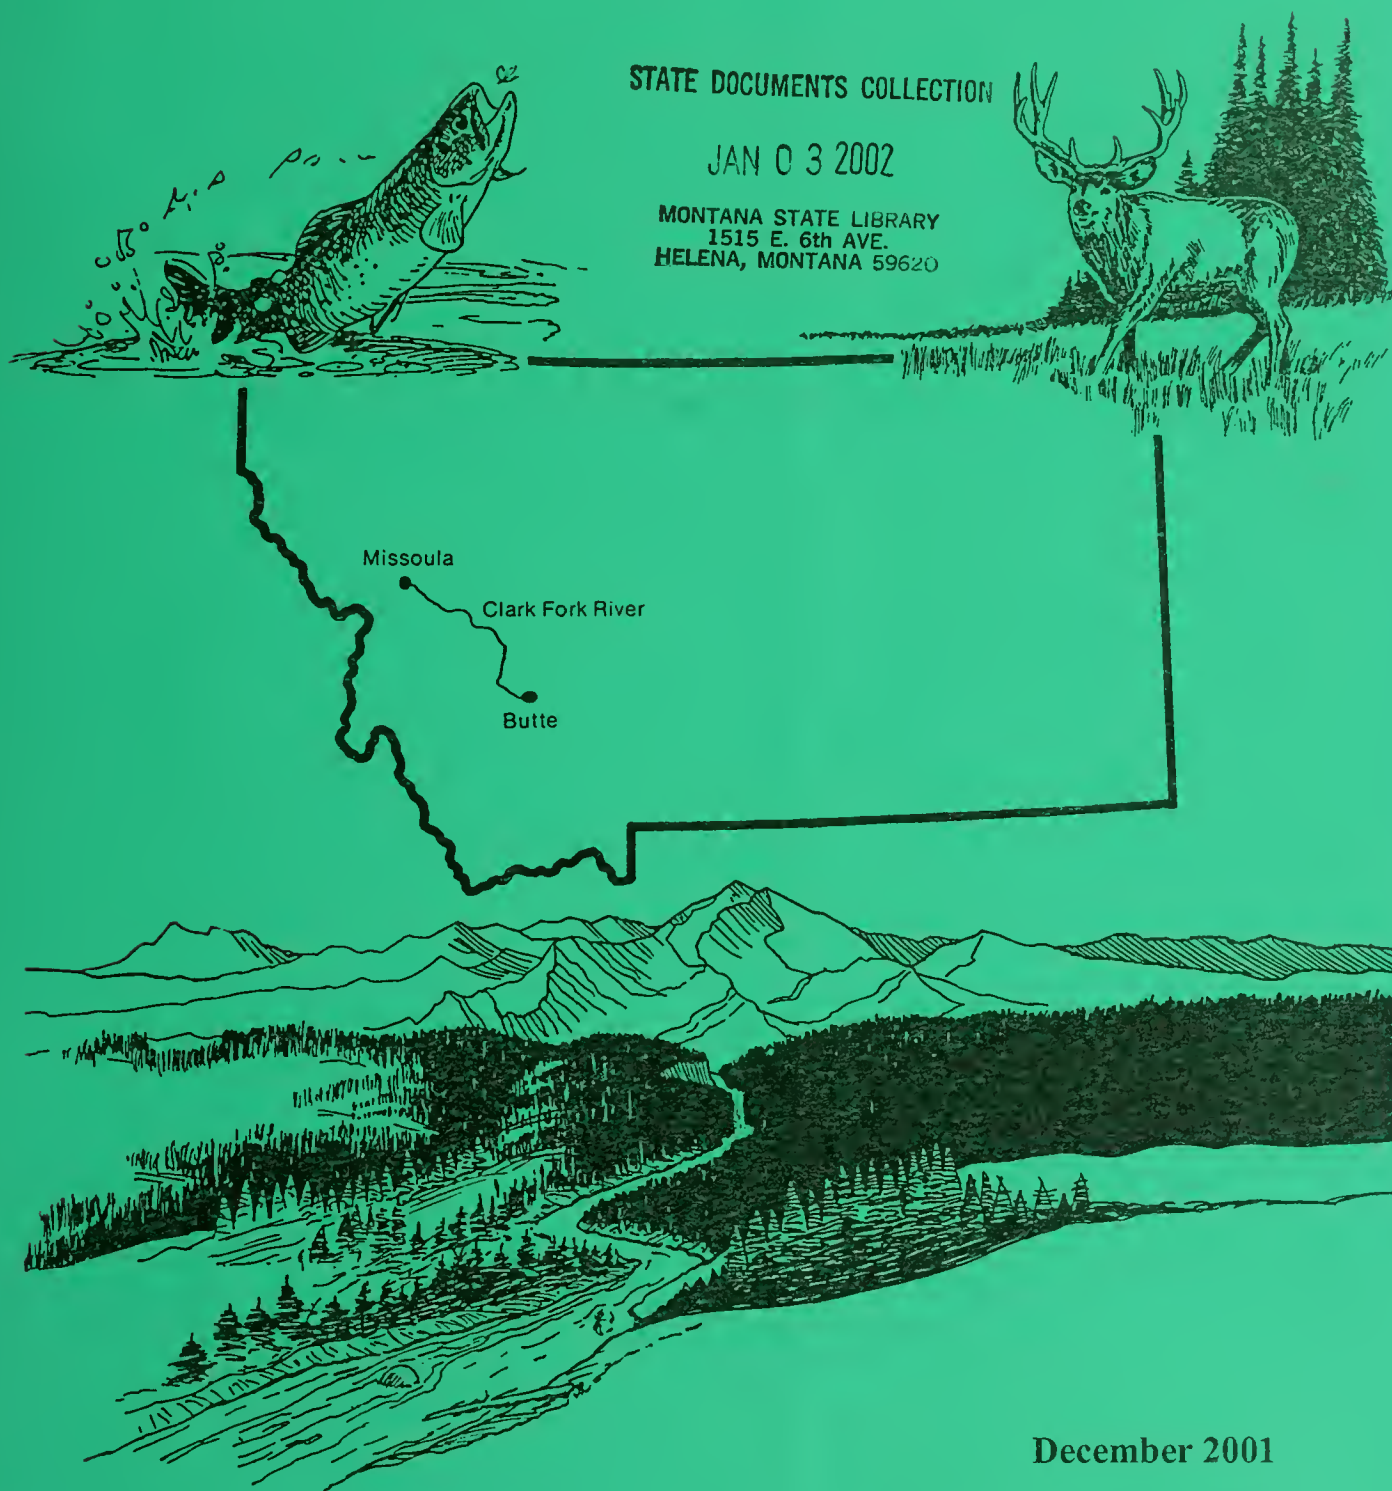 STATE DOCUMENTS COLLECTION
JAN 0 3 2002
MONTANA STATE LIBRARY
1515 E. 6th AVE.
HELENA, MONTANA 59620
Missoula
Clark Fork River
Butte
December 2001